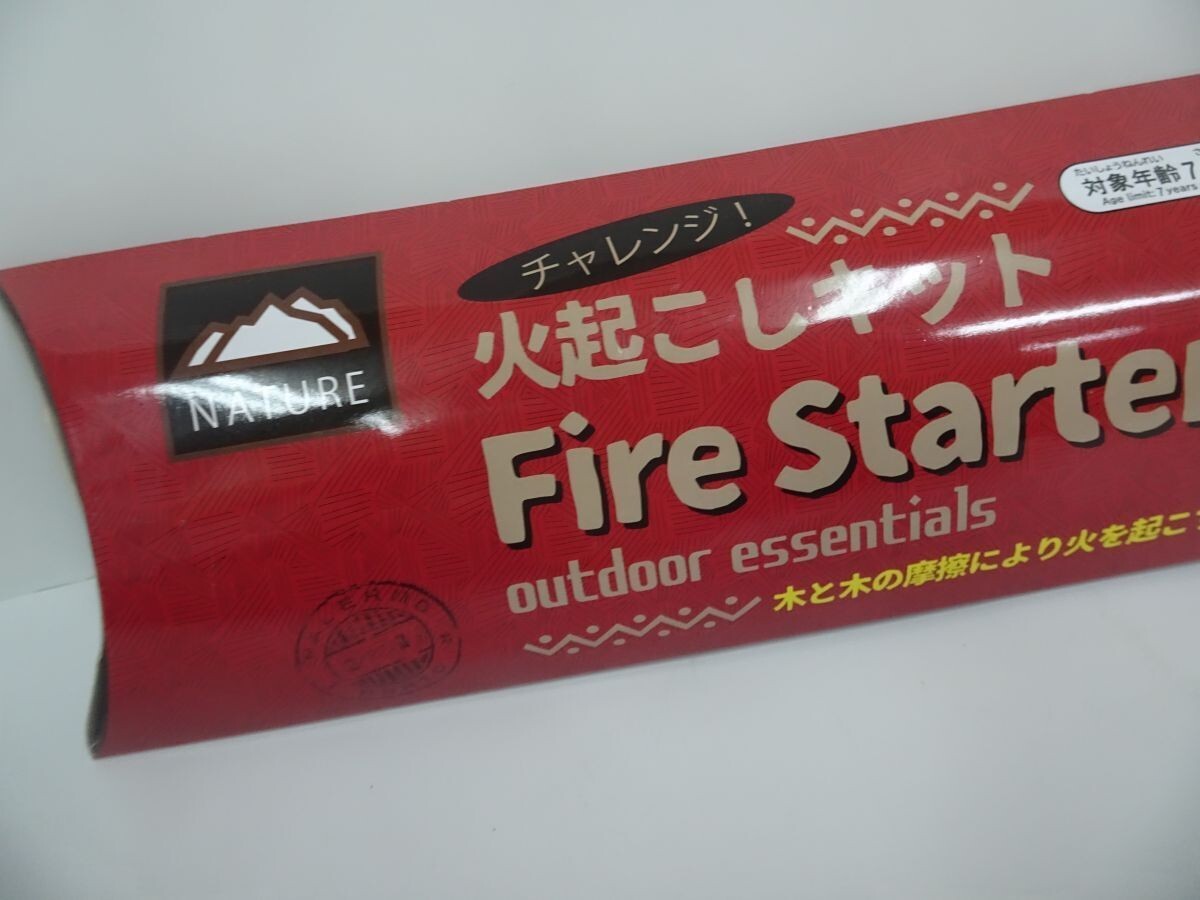 たいしょうねんれい
対象年齢7
Age limit: 7 years
チャレンジ!
火起こしキット
NATURE
Fire Starter
outdoor essentials
木と木の摩擦により火を起こ